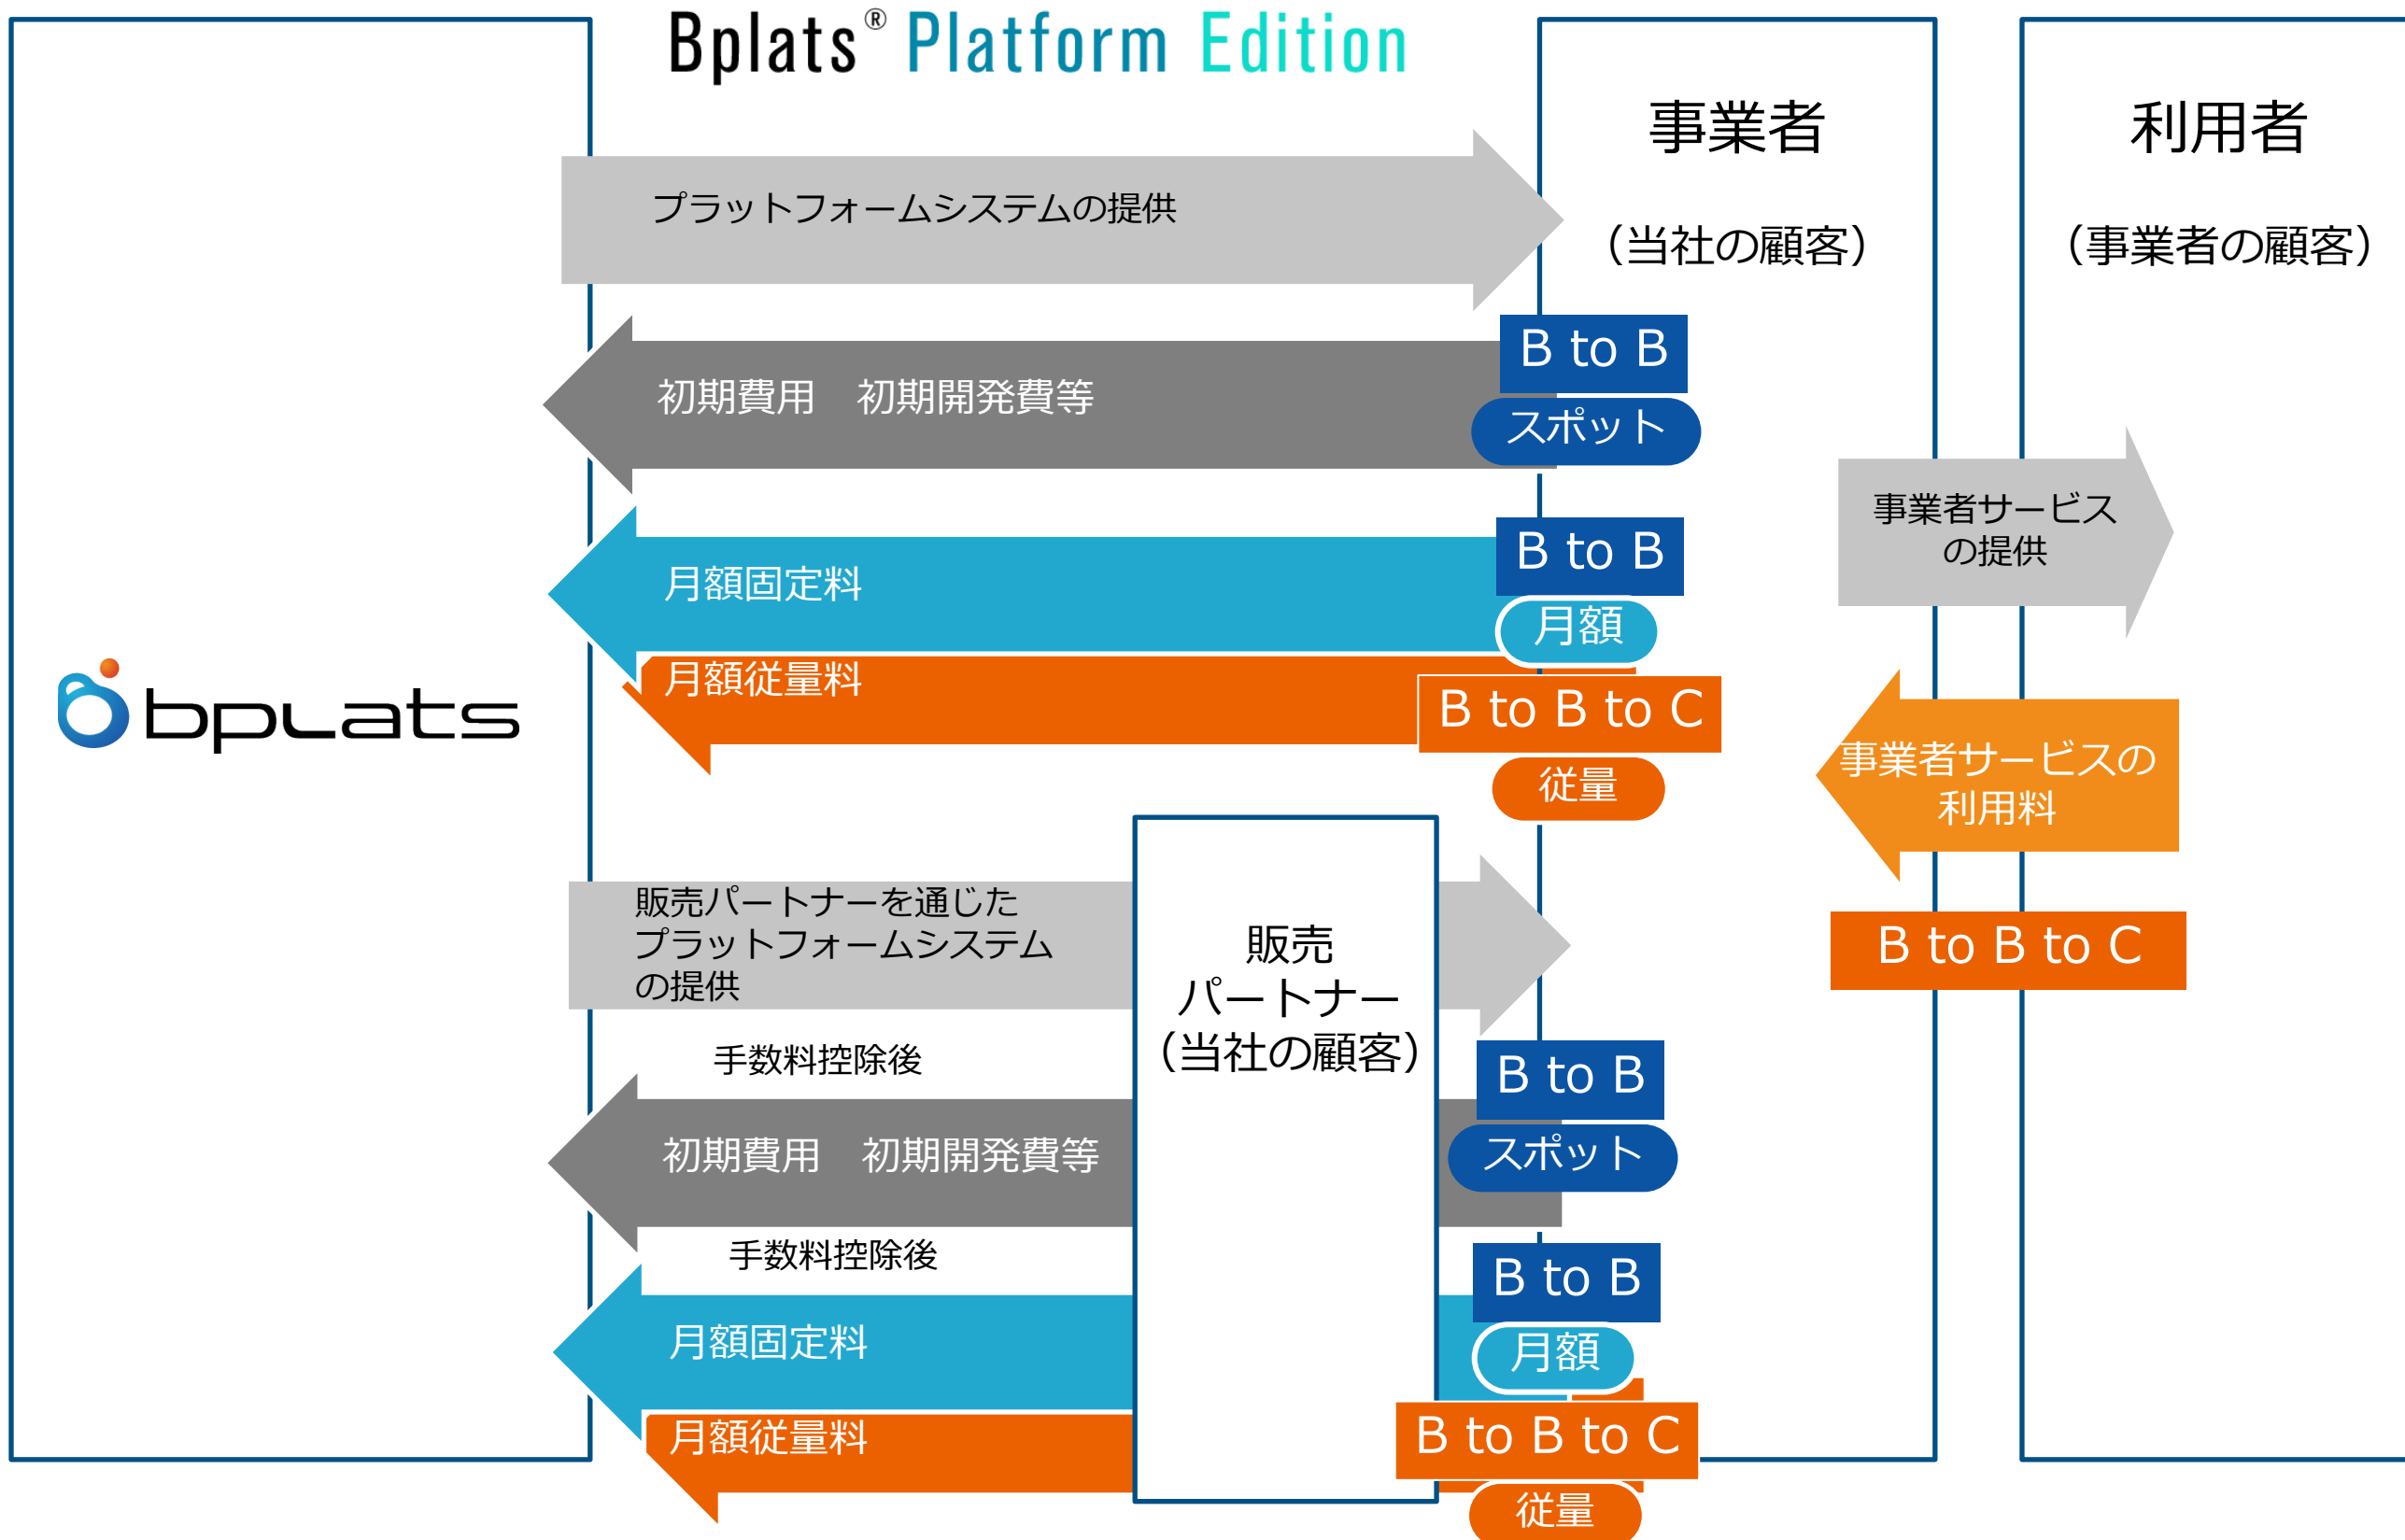 Bplats® Platform Edition
事業者
（当社の顧客）
利用者
（事業者の顧客）
プラットフォームシステムの提供
B to B
初期費用　初期開発費等
スポット
事業者サービス
の提供
B to B
月額固定料
月額
月額従量料
B to B to C
従量
bplats
事業者サービスの
利用料
B to B to C
販売パートナーを通じた
プラットフォームシステム
の提供
販売
パートナー
（当社の顧客）
手数料控除後
B to B
初期費用　初期開発費等
スポット
手数料控除後
B to B
月額固定料
月額
月額従量料
B to B to C
従量